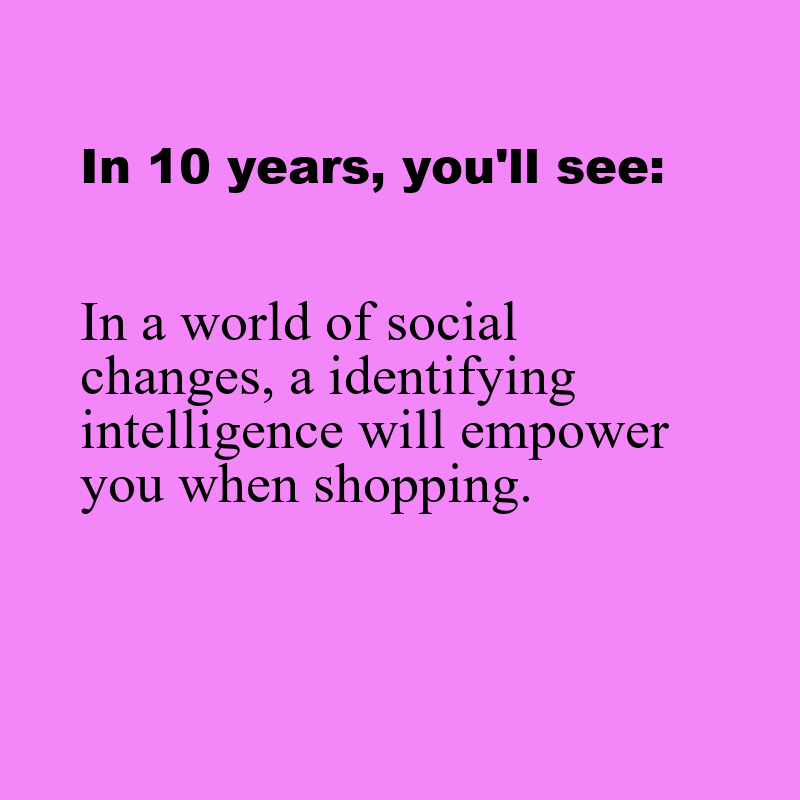 In 10 years, you'll see:
In a world of social
changes, a identifying
intelligence will empower
you when shopping.